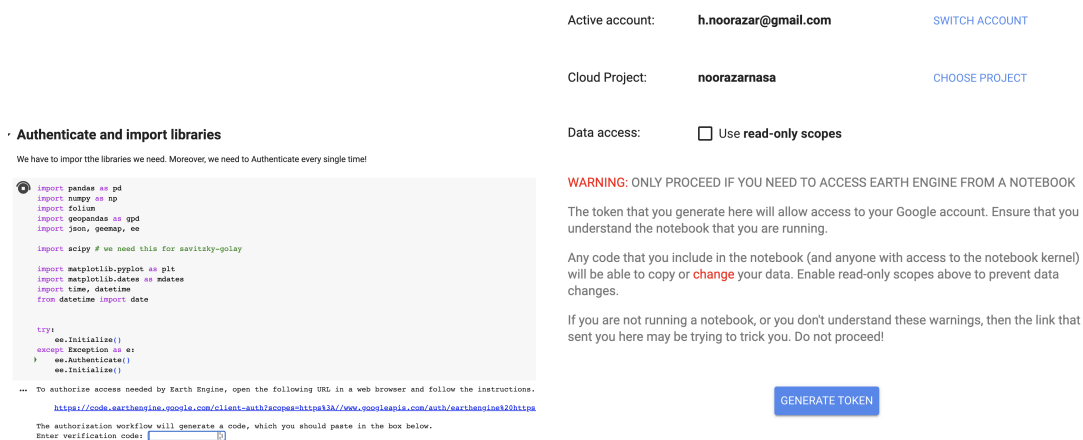 Authenticate and import libraries
We have to impor tthe libraries we need. Moreover, we need to Authenticate every single time!
import pandas as pd
import numpy as np
import folium
import geopandas as gpd
import json, geemap, ee
import scipy # we need this for savitzky-golay
import matplotlib.pyplot as plt
import matplotlib.dates as mdates
import time, datetime
from datetime import date
try:
    ee.Initialize()
except Exception as e:
    ee.Authenticate()
    ee.Initialize()
... To authorize access needed by Earth Engine, open the following URL in a web browser and follow the instructions.
https://code.earthengine.google.com/client-auth?scopes=https%3A//www.googleapis.com/auth/earthengine%20https
The authorization workflow will generate a code, which you should paste in the box below.
Enter verification code:
Active account: h.noorazar@gmail.com SWITCH ACCOUNT
Cloud Project: noorazarnasa CHOOSE PROJECT
Data access: Use read-only scopes
WARNING: ONLY PROCEED IF YOU NEED TO ACCESS EARTH ENGINE FROM A NOTEBOOK
The token that you generate here will allow access to your Google account. Ensure that you
understand the notebook that you are running.
Any code that you include in the notebook (and anyone with access to the notebook kernel)
will be able to copy or change your data. Enable read-only scopes above to prevent data
changes.
If you are not running a notebook, or you don't understand these warnings, then the link that
sent you here may be trying to trick you. Do not proceed!
GENERATE TOKEN